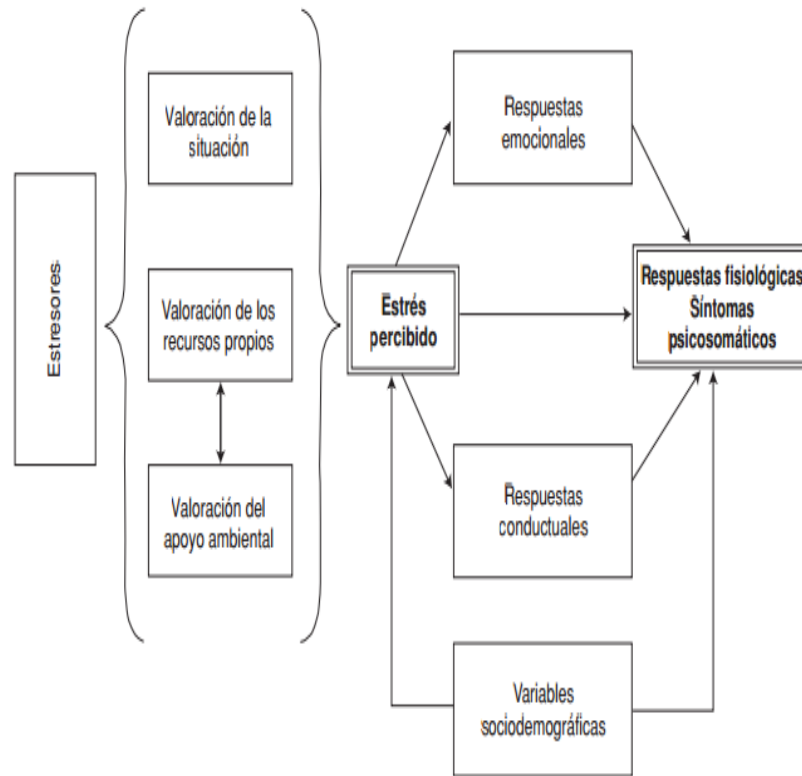 Estresores
Valoración de la
situación
Valoración de los
recursos propios
Valoración del
apoyo ambiental
Estrés
percibido
Respuestas
emocionales
Respuestas fisiológicas
Síntomas
psicosomáticos
Respuestas
conductuales
Variables
sociodemográficas